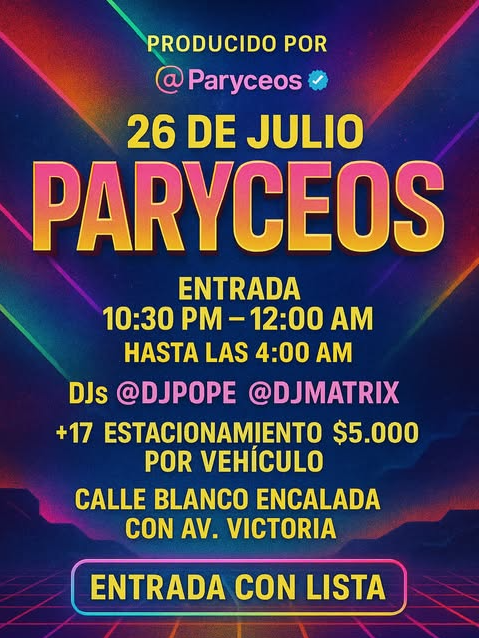 PRODUCIDO POR
@Paryceos
26 DE JULIO
PARYCEOS
ENTRADA
10:30 PM – 12:00 AM
HASTA LAS 4:00 AM
DJs @DJPOPE @DJMATRIX
+17 ESTACIONAMIENTO $5.000
POR VEHÍCULO
CALLE BLANCO ENCALADA
CON AV. VICTORIA
ENTRADA CON LISTA